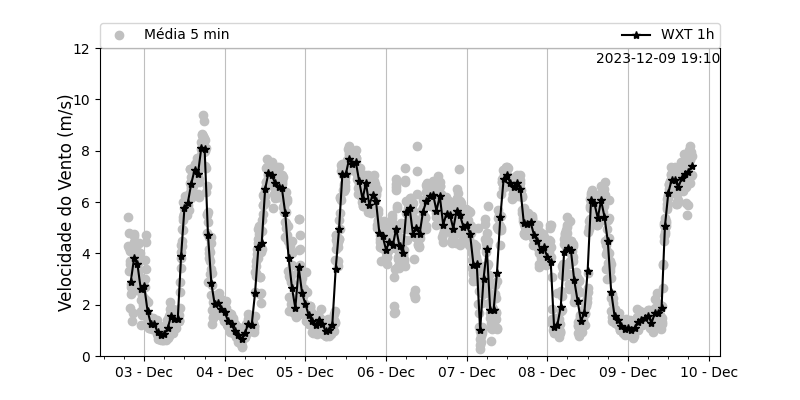 Média 5 min WXT 1h
2023-12-09 19:10
Velocidade do Vento (m/s)
12
10
8
6
4
2
0
03 - Dec 04 - Dec 05 - Dec 06 - Dec 07 - Dec 08 - Dec 09 - Dec 10 - Dec